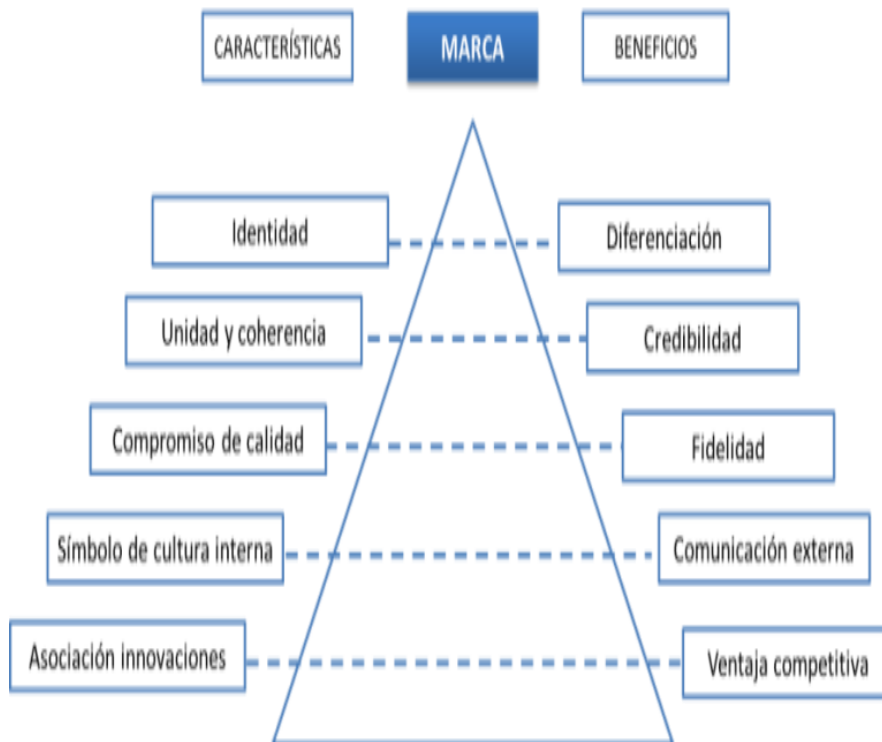 CARACTERÍSTICAS
MARCA
BENEFICIOS
Identidad
Diferenciación
Unidad y coherencia
Credibilidad
Compromiso de calidad
Fidelidad
Símbolo de cultura interna
Comunicación externa
Asociación innovaciones
Ventaja competitiva